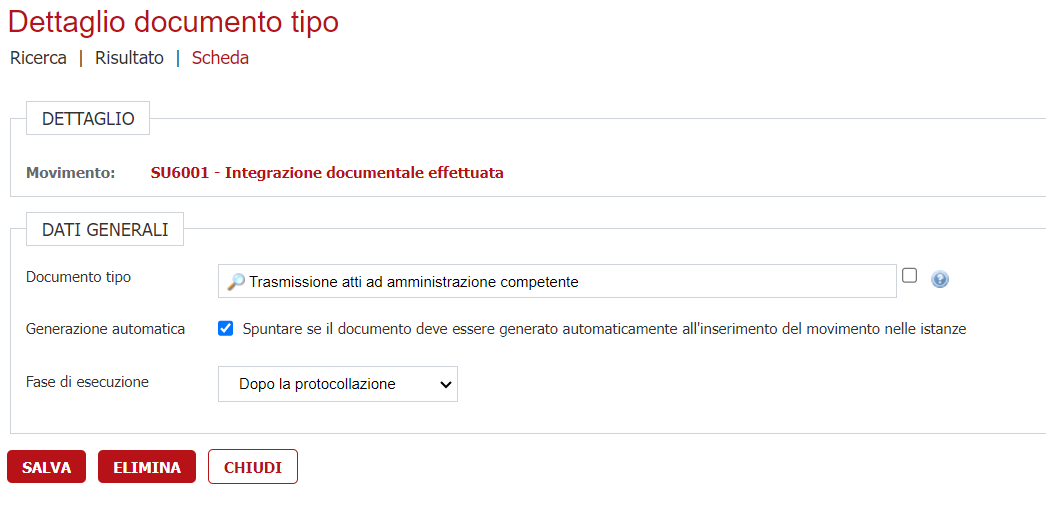 Dettaglio documento tipo
Ricerca | Risultato | Scheda
DETTAGLIO
Movimento: SU6001 - Integrazione documentale effettuata
DATI GENERALI
Documento tipo Trasmissione atti ad amministrazione competente ?
Generazione automatica Spuntare se il documento deve essere generato automaticamente all'inserimento del movimento nelle istanze
Fase di esecuzione Dopo la protocollazione
SALVA ELIMINA CHIUDI